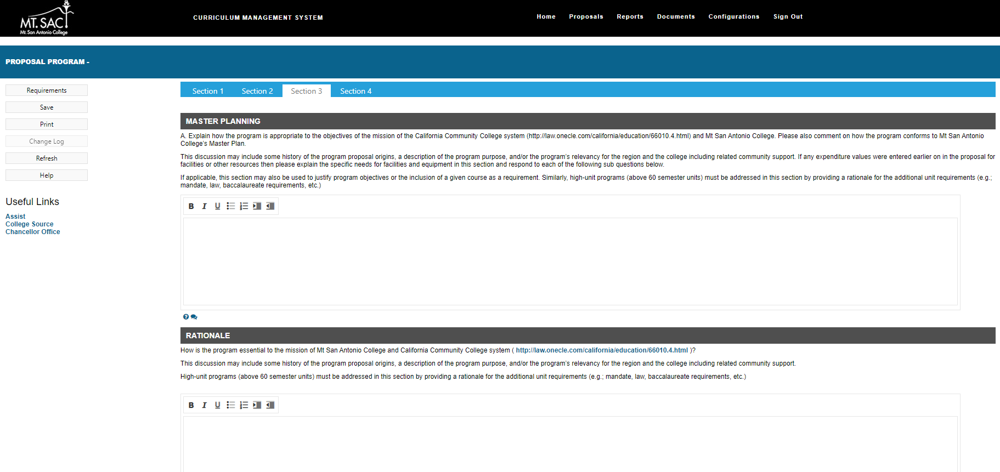 MT. SAC
Mt. San Antonio College
CURRICULUM MANAGEMENT SYSTEM
Home Proposals Reports Documents Configurations Sign Out
PROPOSAL PROGRAM -
Requirements
Save
Print
Change Log
Refresh
Help
Useful Links
Assist
College Source
Chancellor Office
Section 1 Section 2 Section 3 Section 4
MASTER PLANNING
A. Explain how the program is appropriate to the objectives of the mission of the California Community College system (http://law.onecle.com/california/education/66010.4.html) and Mt San Antonio College. Please also comment on how the program conforms to Mt San Antonio
College's Master Plan.
This discussion may include some history of the program proposal origins, a description of the program purpose, and/or the program's relevancy for the region and the college including related community support. If any expenditure values were entered earlier on in the proposal for
facilities or other resources then please explain the specific needs for facilities and equipment in this section and respond to each of the following sub questions below.
If applicable, this section may also be used to justify program objectives or the inclusion of a given course as a requirement. Similarly, high-unit programs (above 60 semester units) must be addressed in this section by providing a rationale for the additional unit requirements (e.g.;
mandate, law, baccalaureate requirements, etc.)
B I U
RATIONALE
How is the program essential to the mission of Mt San Antonio College and California Community College system ( http://law.onecle.com/california/education/66010.4.html )?
This discussion may include some history of the program proposal origins, a description of the program purpose, and/or the program's relevancy for the region and the college including related community support.
High-unit programs (above 60 semester units) must be addressed in this section by providing a rationale for the additional unit requirements (e.g.; mandate, law, baccalaureate requirements, etc.)
B I U